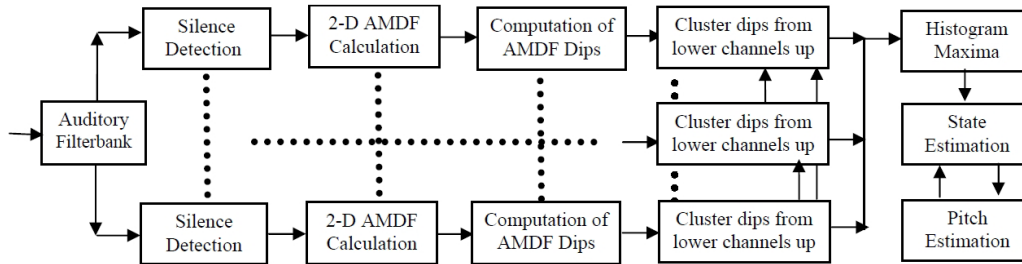 Silence
Detection
2-D AMDF
Calculation
Computation of
AMDF Dips
Cluster dips from
lower channels up
Histogram
Maxima
Auditory
Filterbank
Cluster dips from
lower channels up
State
Estimation
Silence
Detection
2-D AMDF
Calculation
Computation of
AMDF Dips
Cluster dips from
lower channels up
Pitch
Estimation